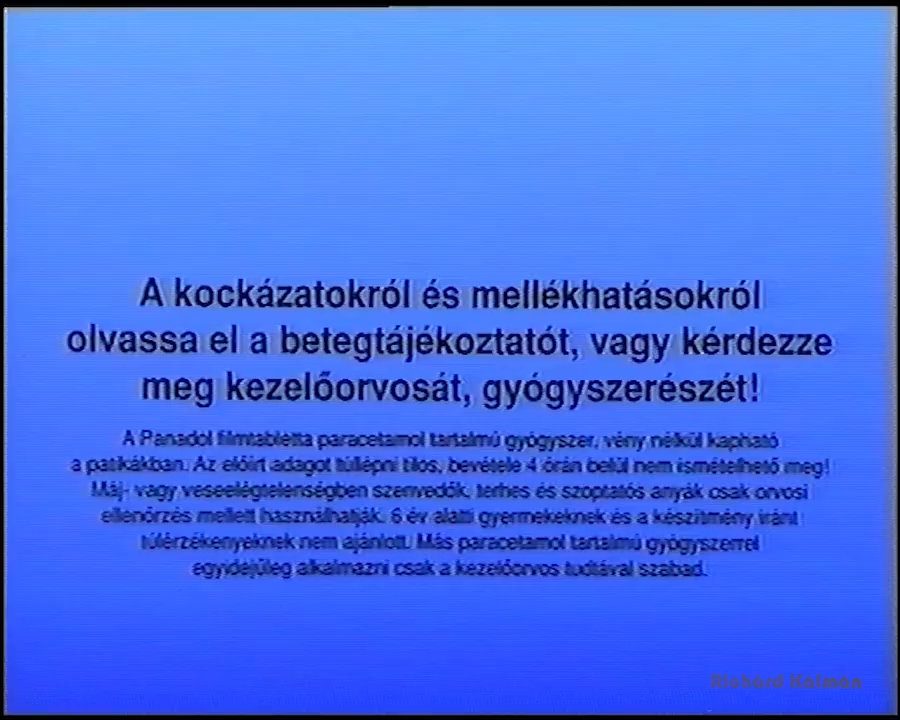 A kockázatokról és mellékhatásokról
olvassa el a betegtájékoztatót, vagy kérdezze
meg kezelőorvosát, gyógyszerészét!
A Panadol filmtabletta paracetamol tartalmú gyógyszer, vény nélkül kapható
a patikákban. Az előírt adagot túllépni tilos, bevétele 4 órán belül nem ismételhető meg!
Máj- vagy veseelégtelenségben szenvedők, terhes és szoptatós anyák csak orvosi
ellenőrzés mellett használhatják. 6 év alatti gyermekeknek és a készítmény iránt
túlérzékenyeknek nem ajánlott. Más paracetamol tartalmú gyógyszerrel
egyidejűleg alkalmazni csak a kezelőorvos tudtával szabad.
Richard Kalman